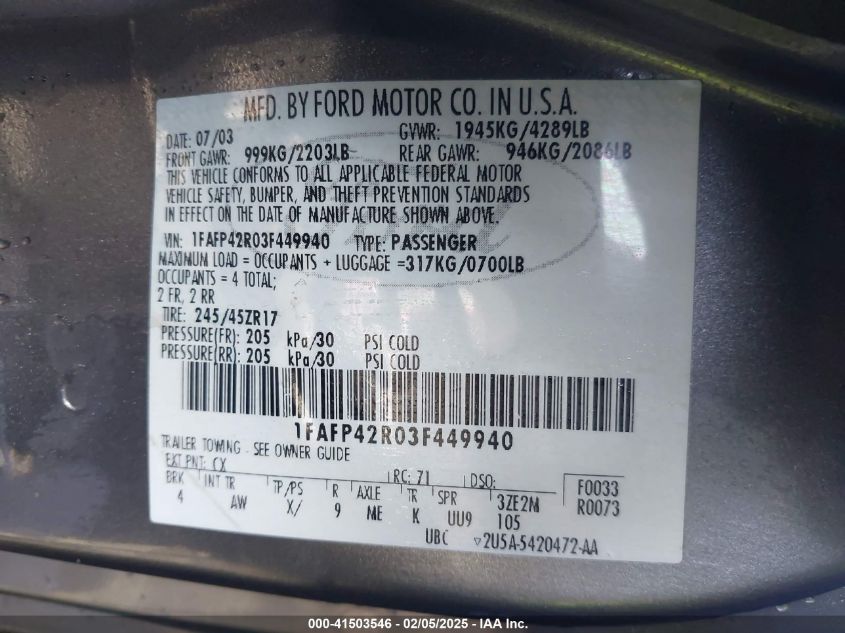 MFD. BY FORD MOTOR CO. IN U.S.A.
DATE: 07/03 GVWR: 1945KG/4289LB
FRONT GAWR: 999KG/2203LB REAR GAWR: 946KG/2086LB
THIS VEHICLE CONFORMS TO ALL APPLICABLE FEDERAL MOTOR
VEHICLE SAFETY, BUMPER, AND THEFT PREVENTION STANDARDS
IN EFFECT ON THE DATE OF MANUFACTURE SHOWN ABOVE.
VIN: 1FAFP42R03F449940 TYPE: PASSENGER
MAXIMUM LOAD = OCCUPANTS + LUGGAGE =317KG/0700LB
OCCUPANTS = 4 TOTAL;
2 FR, 2 RR
TIRE: 245/45ZR17
PRESSURE(FR): 205 kPa/30 PSI COLD
PRESSURE(RR): 205 kPa/30 PSI COLD
1FAFP42R03F449940
TRAILER TOWING - SEE OWNER GUIDE
EXT PNT: CX RC: 71 DSO: F0033
BRK INT TR TP/PS R AXLE TR SPR 3ZE2M R0073
4 AW X/ 9 ME K UU9 105
UBC ▽2U5A-5420472-AA
000-41503546 - 02/05/2025 - IAA Inc.